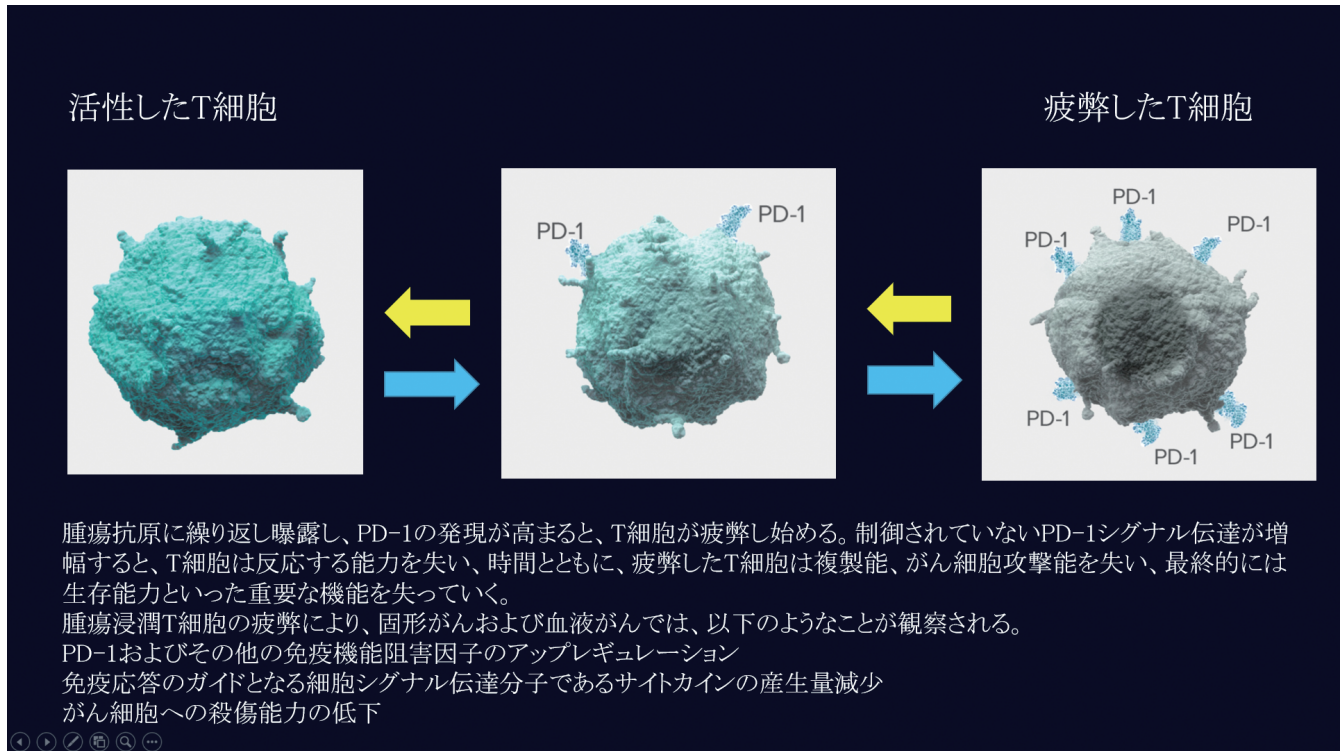 活性したT細胞
疲弊したT細胞
PD-1
PD-1
PD-1
PD-1
PD-1
PD-1
PD-1
PD-1
腫瘍抗原に繰り返し曝露し、PD-1の発現が高まると、T細胞が疲弊し始める。制御されていないPD-1シグナル伝達が増
幅すると、T細胞は反応する能力を失い、時間とともに、疲弊したT細胞は複製能、がん細胞攻撃能を失い、最終的には
生存能力といった重要な機能を失っていく。
腫瘍浸潤T細胞の疲弊により、固形がんおよび血液がんでは、以下のようなことが観察される。
PD-1およびその他の免疫機能阻害因子のアップレギュレーション
免疫応答のガイドとなる細胞シグナル伝達分子であるサイトカインの産生量減少
がん細胞への殺傷能力の低下